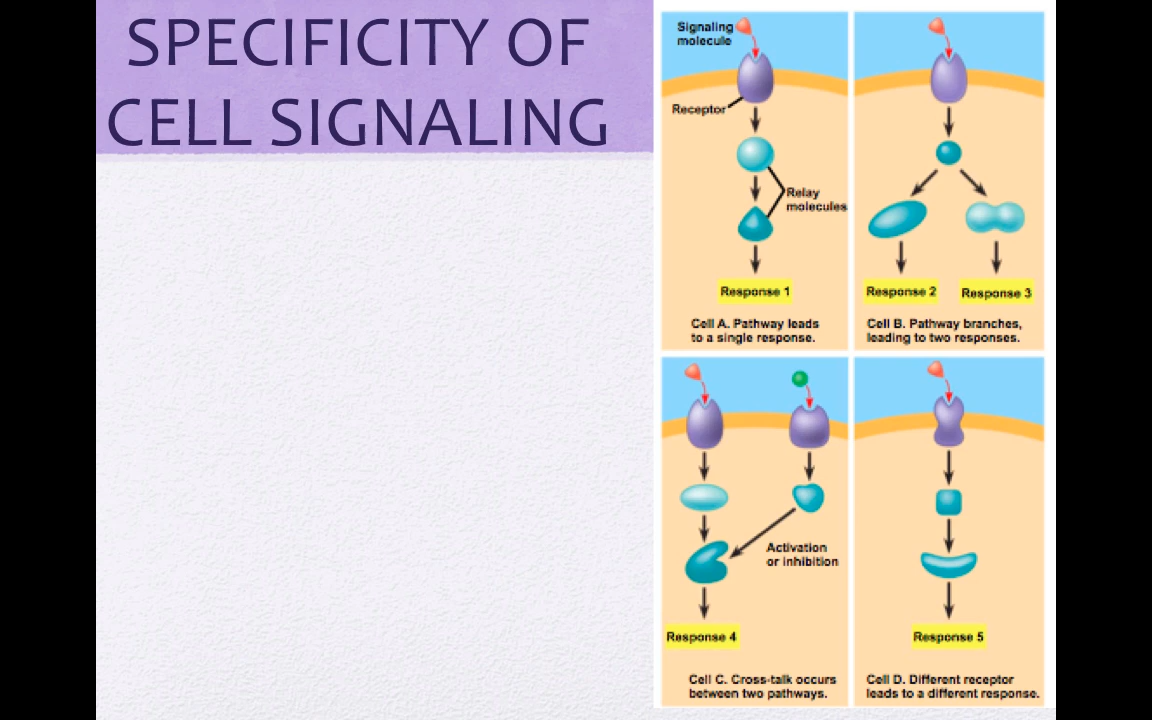 SPECIFICITY OF
CELL SIGNALING
Signaling
molecule
Receptor
Relay
molecules
Response 1
Cell A. Pathway leads
to a single response.
Response 2
Response 3
Cell B. Pathway branches,
leading to two responses.
Activation
or inhibition
Response 4
Cell C. Cross-talk occurs
between two pathways.
Response 5
Cell D. Different receptor
leads to a different response.